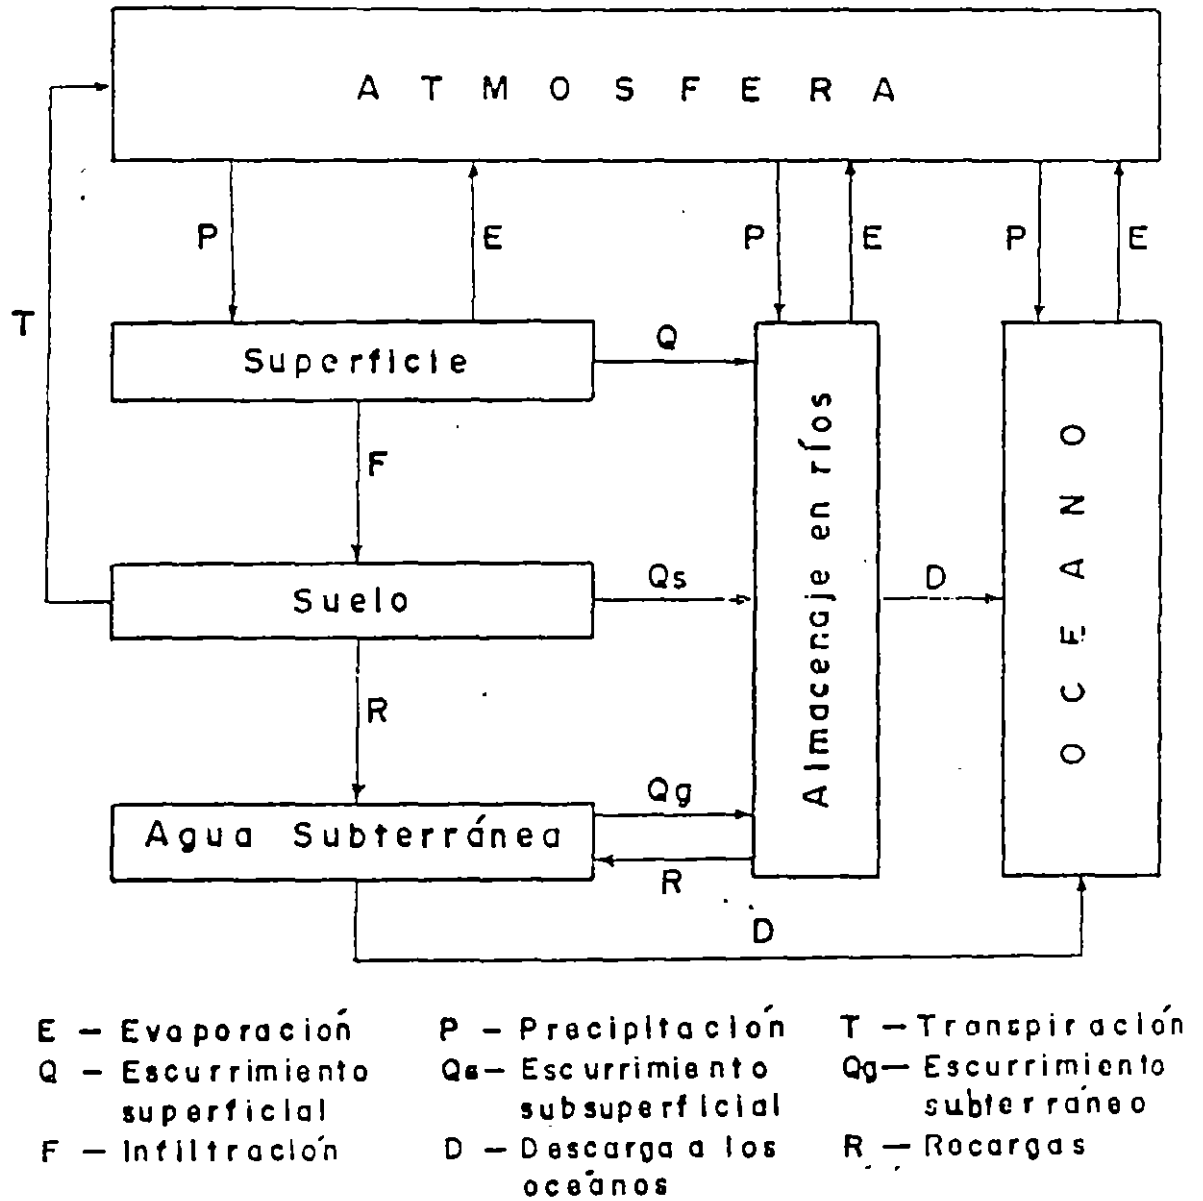 A T M O S F E R A
P E P E P E
T
Superficie Q
F
Suelo Qs D
R
Agua Subterránea Qg
R
D
Almacenaje en ríos
O C E A N O
E – Evaporación P – Precipitación T – Transpiración
Q – Escurrimiento Qs – Escurrimiento Qg – Escurrimiento
superficial subsuperficial subterráneo
F – Infiltración D – Descarga a los R – Recargas
océanos